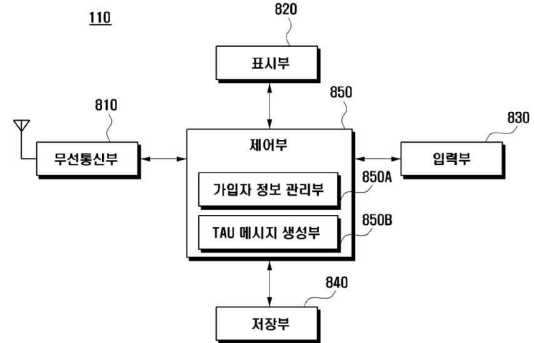 110
820
표시부
810
무선통신부
850
제어부
830
입력부
가입자 정보 관리부
850A
TAU 메시지 생성부
850B
840
저장부